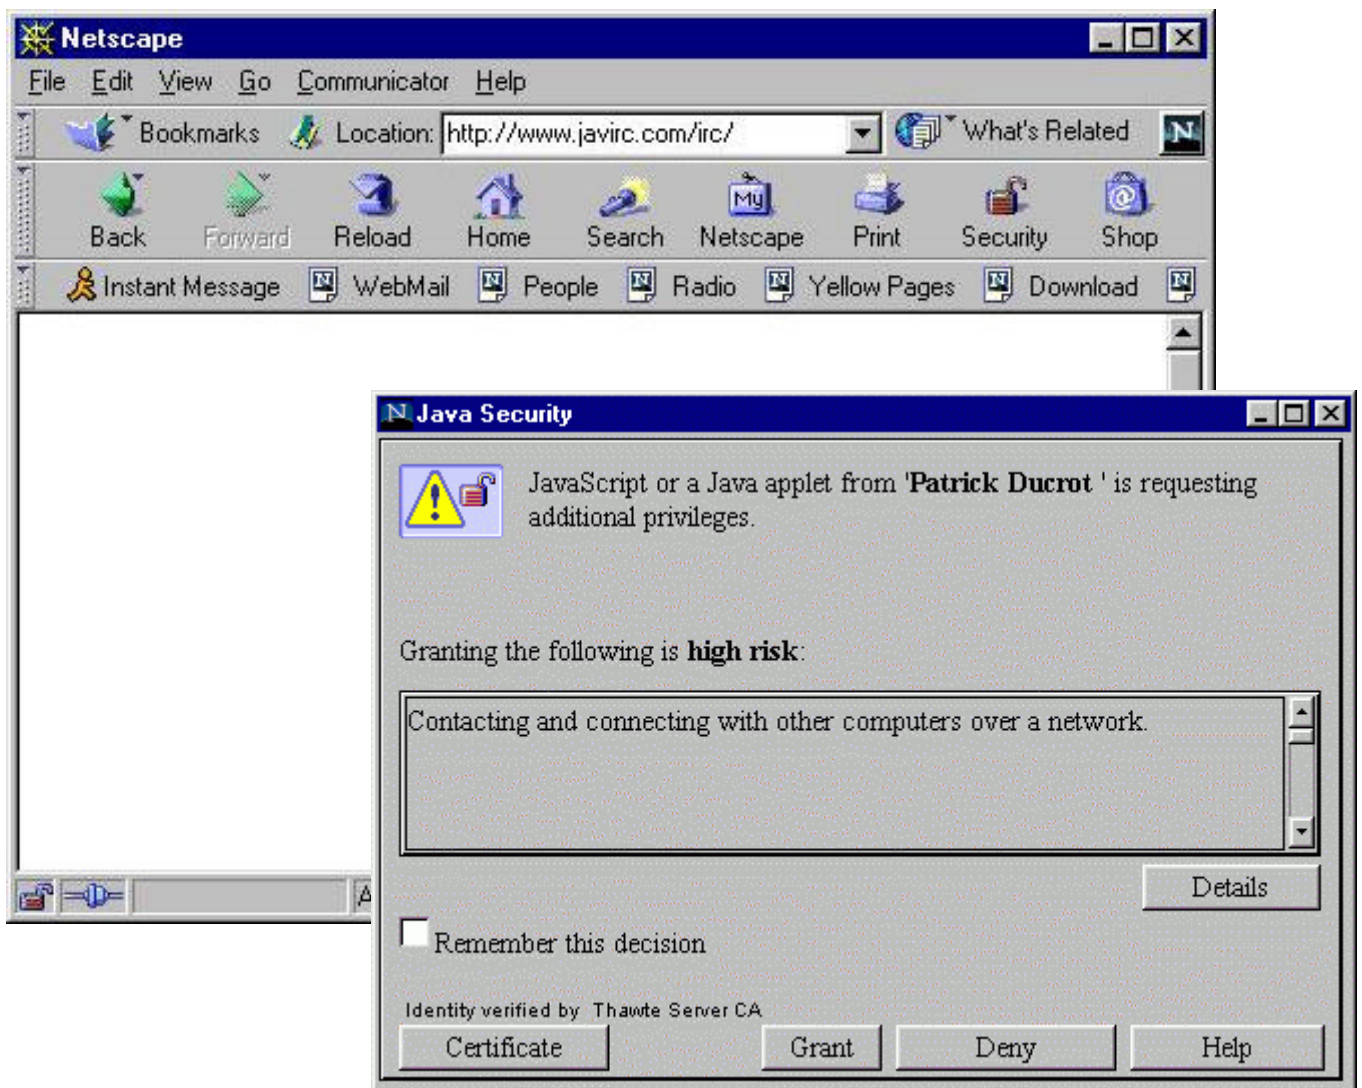 Netscape
File Edit View Go Communicator Help
Bookmarks Location: http://www.javirc.com/irc/ What's Related N
Back Forward Reload Home Search My Netscape Print Security Shop
Instant Message WebMail People Radio Yellow Pages Download
N Java Security
JavaScript or a Java applet from 'Patrick Ducrot ' is requesting
additional privileges.
Granting the following is high risk:
Contacting and connecting with other computers over a network.
Details
A
Remember this decision
Identity verified by Thawte Server CA
Certificate Grant Deny Help